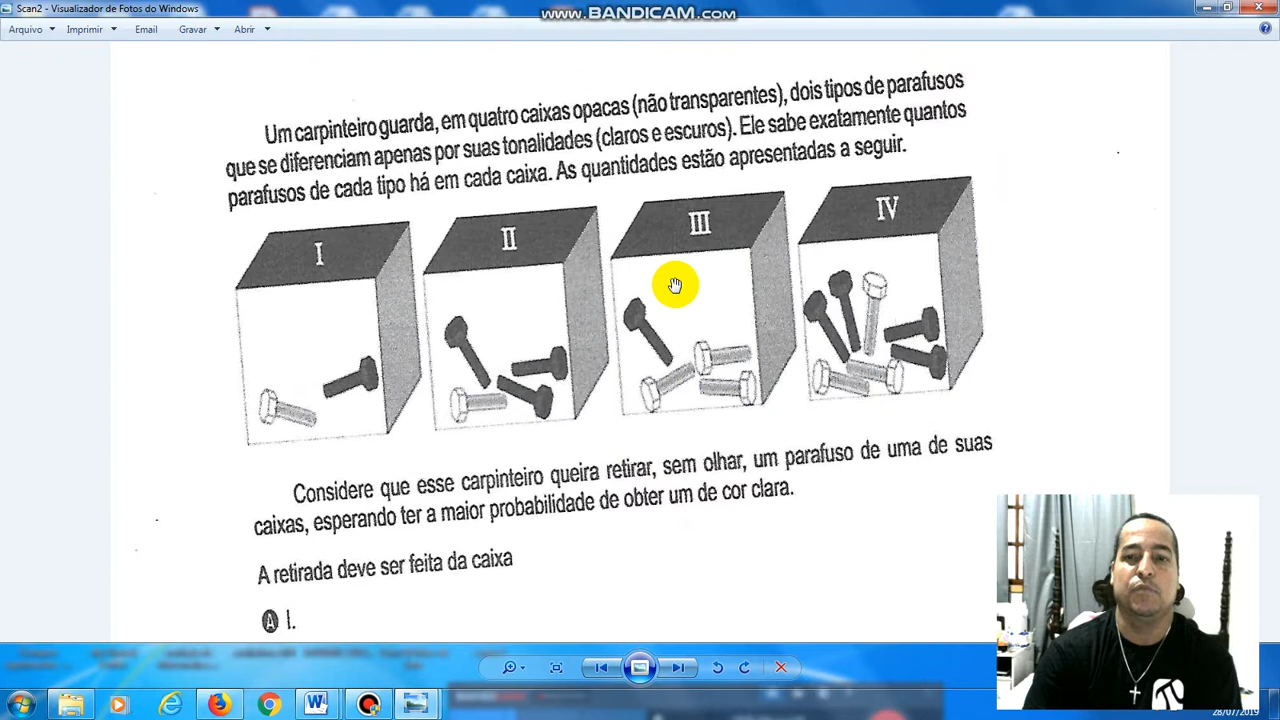 Scan2 - Visualizador de Fotos do Windows
www.BANDICAM.com
Arquivo Imprimir Email Gravar Abrir
Um carpinteiro guarda, em quatro caixas opacas (não transparentes), dois tipos de parafusos
que se diferenciam apenas por suas tonalidades (claros e escuros). Ele sabe exatamente quantos
parafusos de cada tipo há em cada caixa. As quantidades estão apresentadas a seguir.
I II III IV
Considere que esse carpinteiro queira retirar, sem olhar, um parafuso de uma de suas
caixas, esperando ter a maior probabilidade de obter um de cor clara.
A retirada deve ser feita da caixa
A I.
28/07/2019